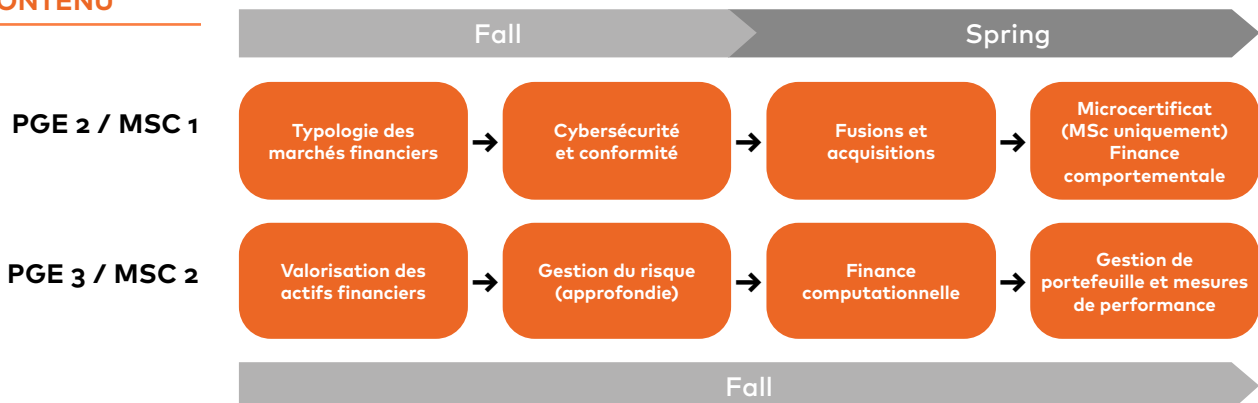 CONTENU
Fall
Spring
PGE 2 / MSC 1
Typologie des
marchés financiers
→
Cybersécurité
et conformité
→
Fusions et
acquisitions
→
Microcertificat
(MSc uniquement)
Finance
comportementale
PGE 3 / MSC 2
Valorisation des
actifs financiers
→
Gestion du risque
(approfondie)
→
Finance
computationnelle
→
Gestion de
portefeuille et mesures
de performance
Fall